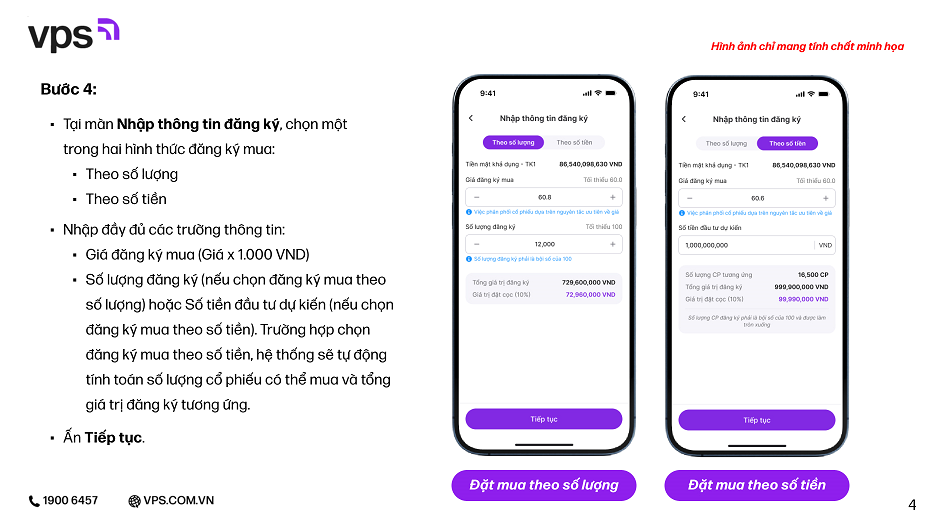 vps
Hình ảnh chỉ mang tính chất minh họa
Bước 4:
▪ Tại màn Nhập thông tin đăng ký, chọn một
trong hai hình thức đăng ký mua:
▪ Theo số lượng
▪ Theo số tiền
▪ Nhập đầy đủ các trường thông tin:
▪ Giá đăng ký mua (Giá x 1.000 VND)
▪ Số lượng đăng ký (nếu chọn đăng ký mua theo
số lượng) hoặc Số tiền đầu tư dự kiến (nếu chọn
đăng ký mua theo số tiền). Trường hợp chọn
đăng ký mua theo số tiền, hệ thống sẽ tự động
tính toán số lượng cổ phiếu có thể mua và tổng
giá trị đăng ký tương ứng.
▪ Ấn Tiếp tục.
9:41
Nhập thông tin đăng ký
Theo số lượng Theo số tiền
Tiền mặt khả dụng - TK1 86,540,098,630 VND
Giá đăng ký mua Tối thiểu 60.0
− 60.8 +
Việc phân phối cổ phiếu dựa trên nguyên tắc ưu tiên về giá
Số lượng đăng ký Tối thiểu 100
− 12,000 +
Số lượng đăng ký phải là bội số của 100
Tổng giá trị đăng ký 729,600,000 VND
Giá trị đặt cọc (10%) 72,960,000 VND
Tiếp tục
Đặt mua theo số lượng
9:41
Nhập thông tin đăng ký
Theo số lượng Theo số tiền
Tiền mặt khả dụng - TK1 86,540,098,630 VND
Giá đăng ký mua Tối thiểu 60.0
− 60.6 +
Việc phân phối cổ phiếu dựa trên nguyên tắc ưu tiên về giá
Số tiền đầu tư dự kiến
1,000,000,000 VND
Số lượng CP tương ứng 16,500 CP
Tổng giá trị đăng ký 999,900,000 VND
Giá trị đặt cọc (10%) 99,990,000 VND
Số lượng CP đăng ký phải là bội số của 100 và được làm
tròn xuống
Tiếp tục
Đặt mua theo số tiền
1900 6457 VPS.COM.VN
4